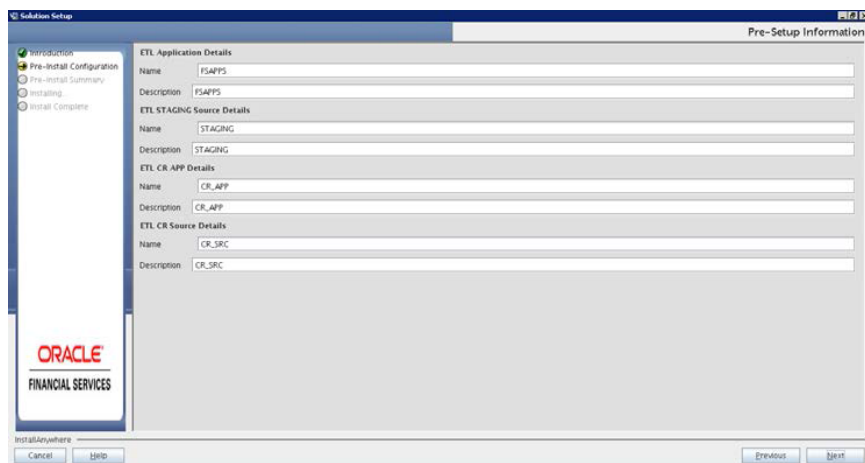 Solution Setup
Pre-Setup Information
Introduction
Pre-Install Configuration
Pre-Install Summary
Installing...
Install Complete
ETL Application Details
Name FSAPPS
Description FSAPPS
ETL STAGING Source Details
Name STAGING
Description STAGING
ETL CR APP Details
Name CR_APP
Description CR_APP
ETL CR Source Details
Name CR_SRC
Description CR_SRC
ORACLE
FINANCIAL SERVICES
InstallAnywhere
Cancel Help Previous Next